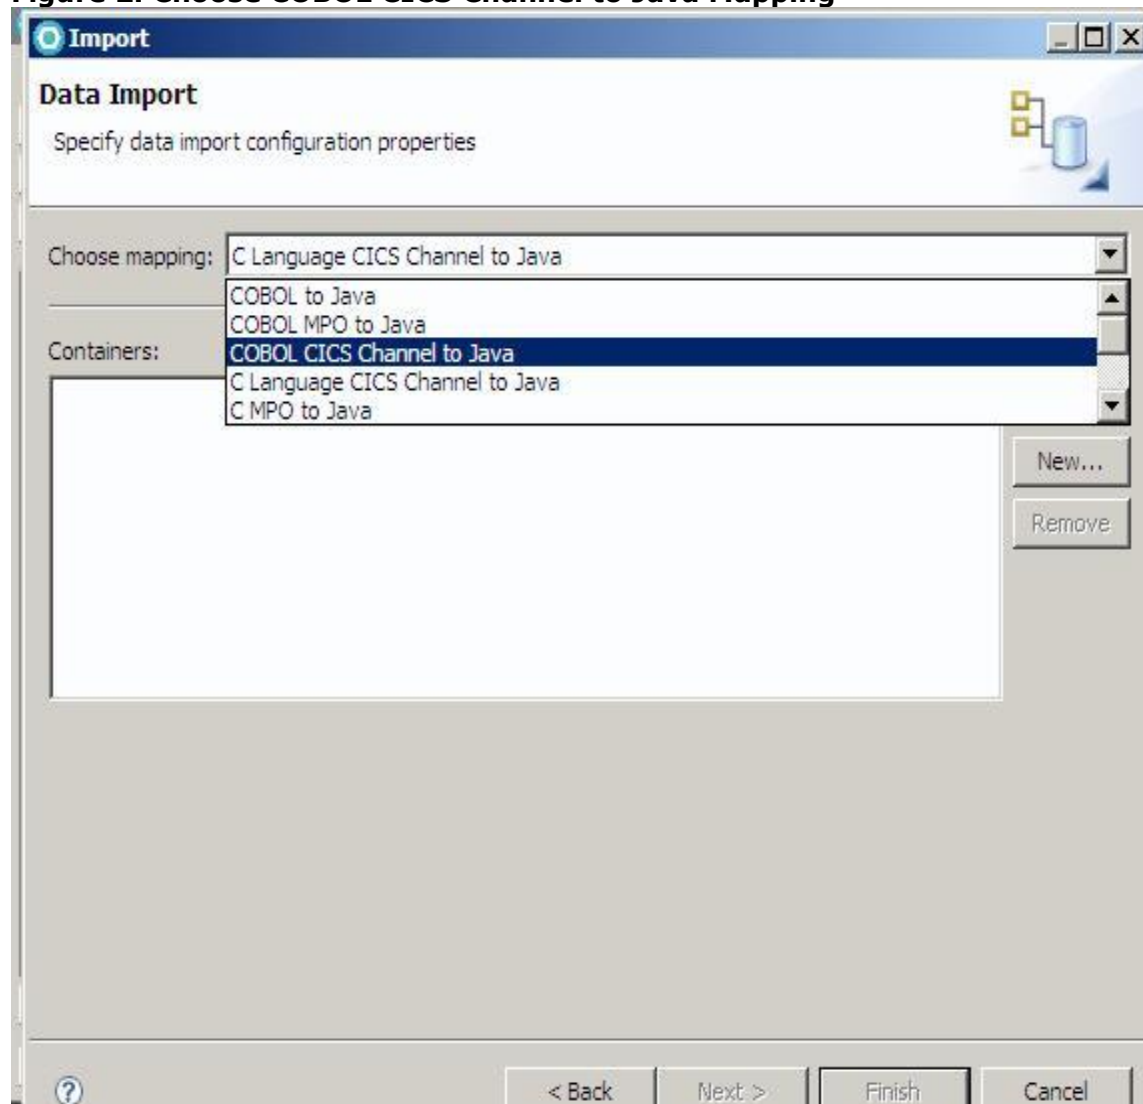 Figure 2. Choose COBOL CICS Channel to Java Mapping
Import
Data Import
Specify data import configuration properties
Choose mapping: C Language CICS Channel to Java
COBOL to Java
COBOL MPO to Java
Containers:
COBOL CICS Channel to Java
C Language CICS Channel to Java
C MPO to Java
New...
Remove
< Back Next > Finish Cancel